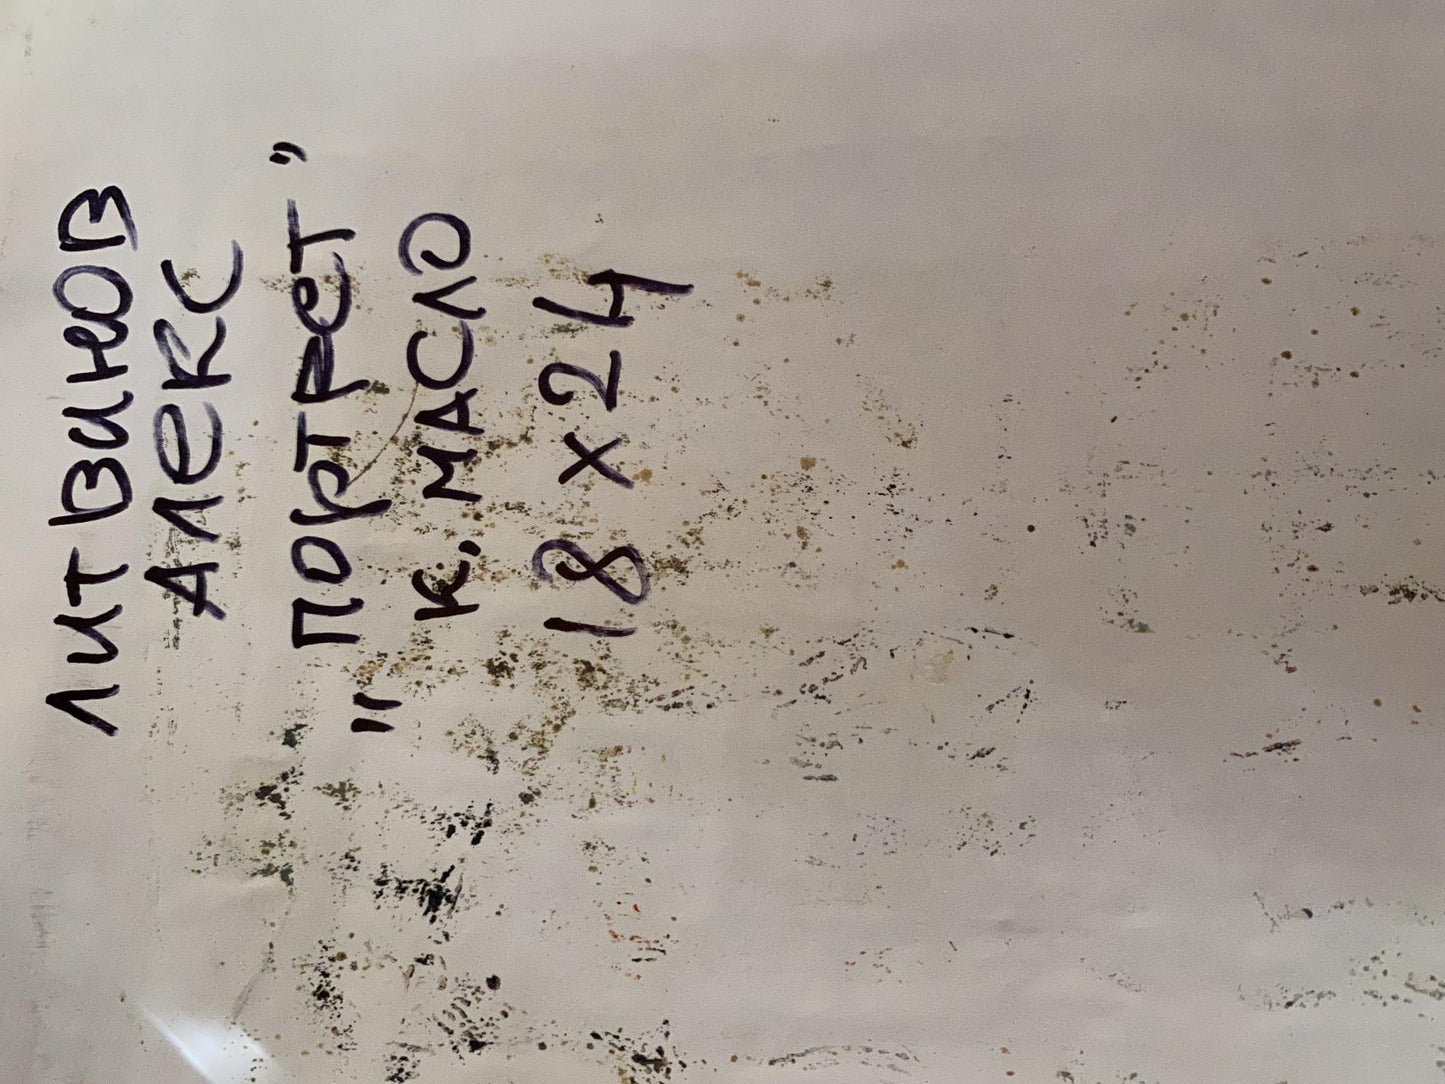 ЛИТВИНОВ
АЛЕКС
"ПОРТРЕТ"
К. МАСЛО
18 x 24